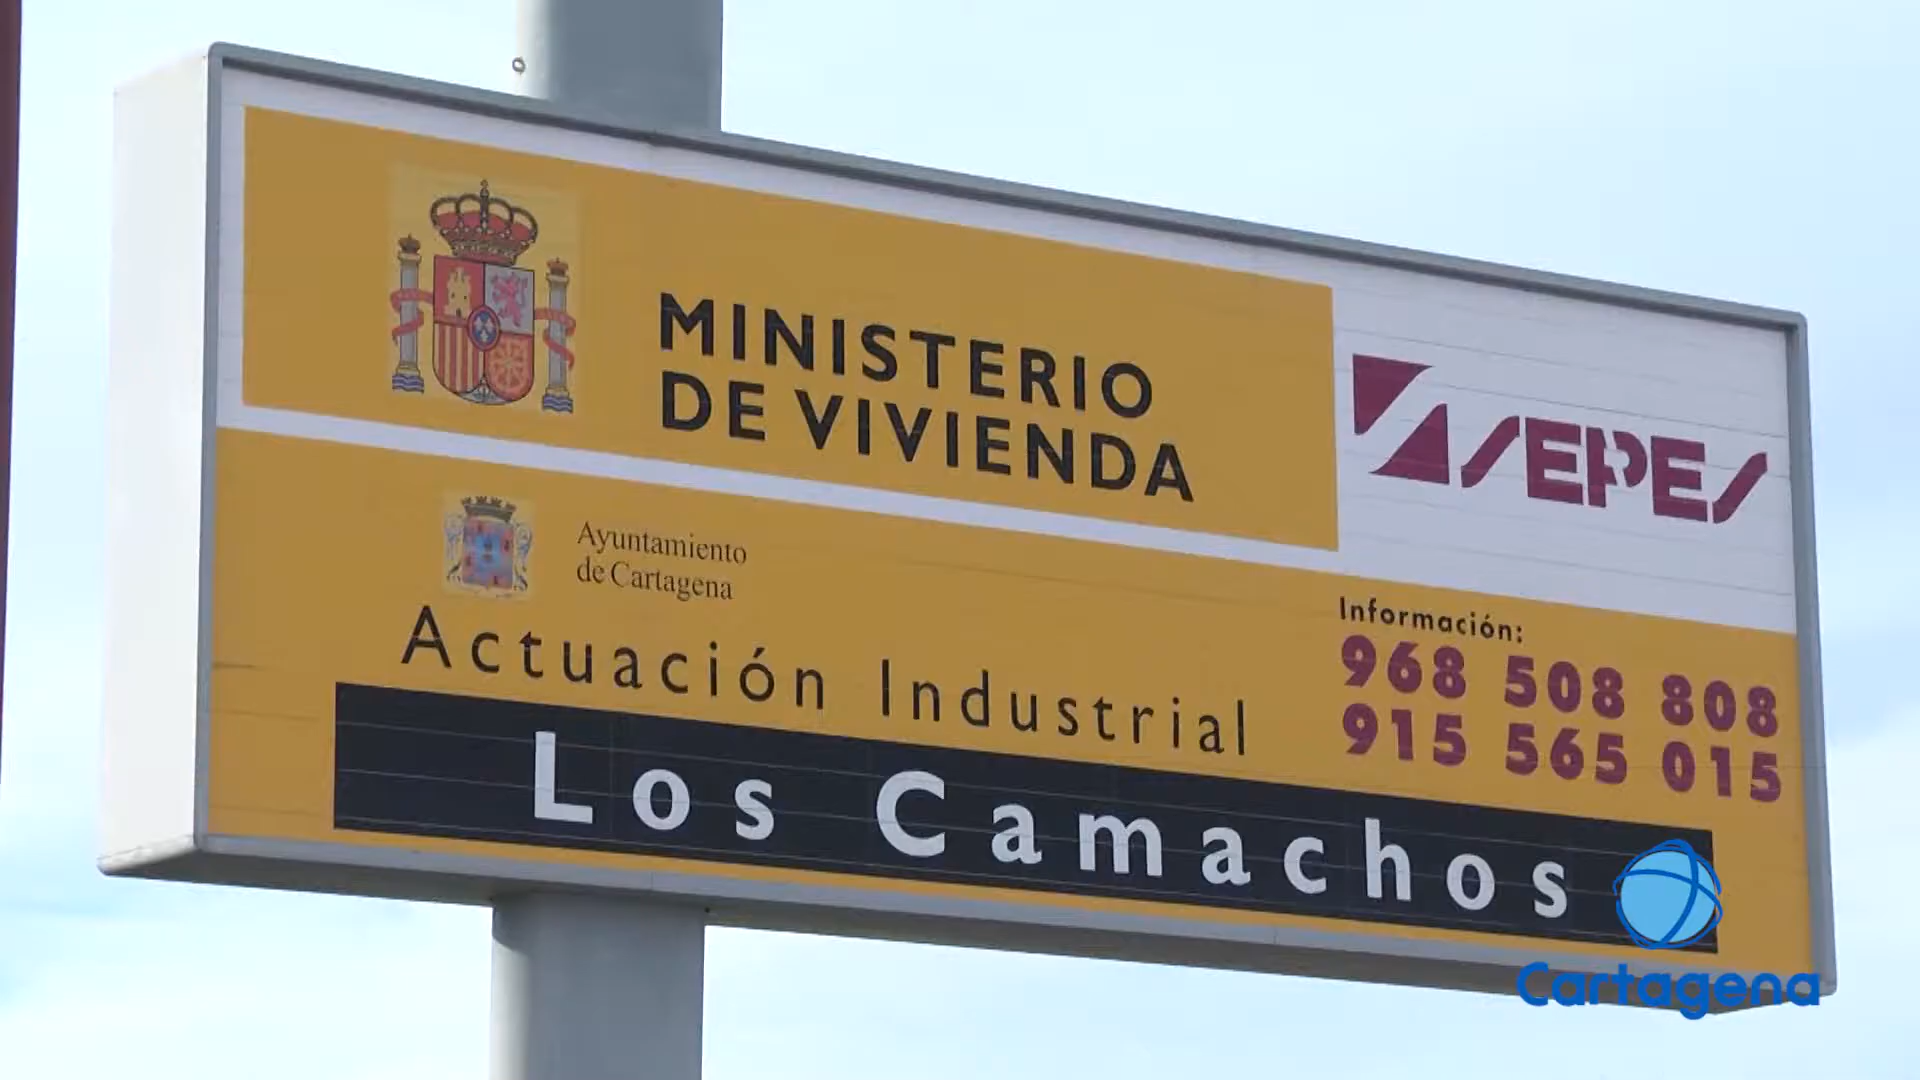 MINISTERIO
DE VIVIENDA
SEPES
Ayuntamiento
de Cartagena
Actuación Industrial
Los Camachos
Información:
968 508 808
915 565 015
Cartagena